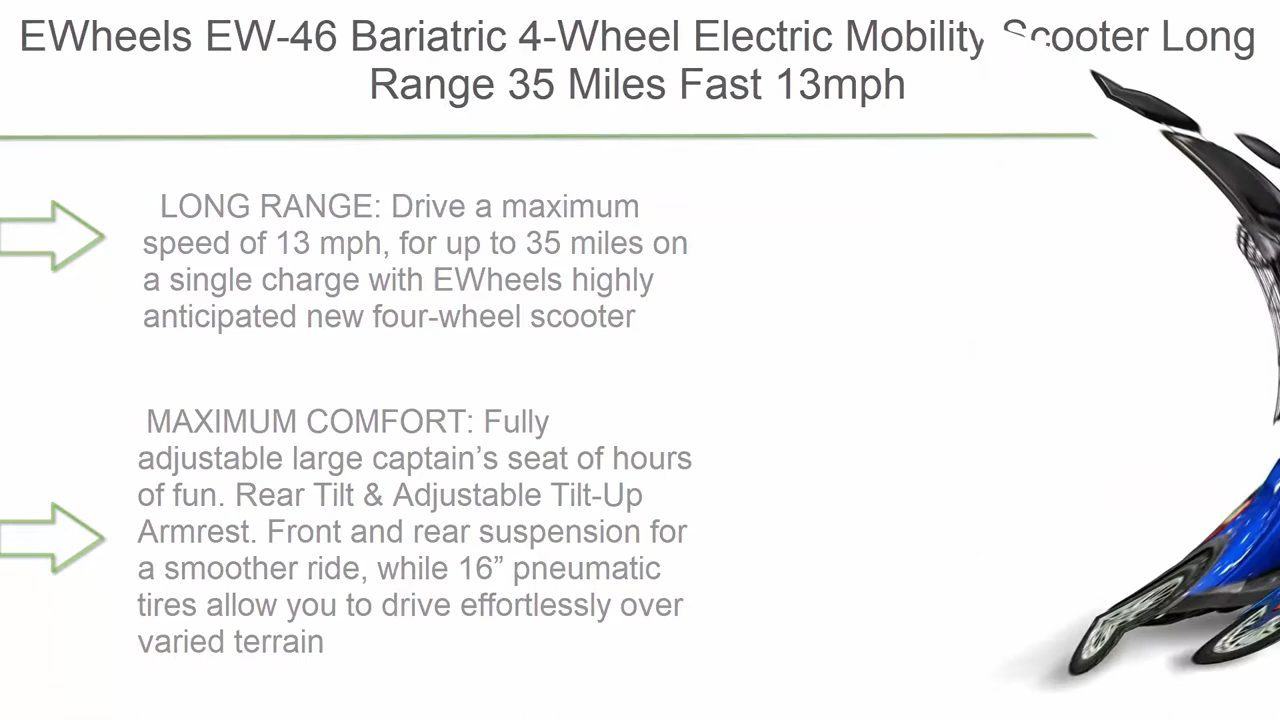 EWheels EW-46 Bariatric 4-Wheel Electric Mobility Scooter Long
Range 35 Miles Fast 13mph
LONG RANGE: Drive a maximum
speed of 13 mph, for up to 35 miles on
a single charge with EWheels highly
anticipated new four-wheel scooter
MAXIMUM COMFORT: Fully
adjustable large captain’s seat of hours
of fun. Rear Tilt & Adjustable Tilt-Up
Armrest. Front and rear suspension for
a smoother ride, while 16” pneumatic
tires allow you to drive effortlessly over
varied terrain